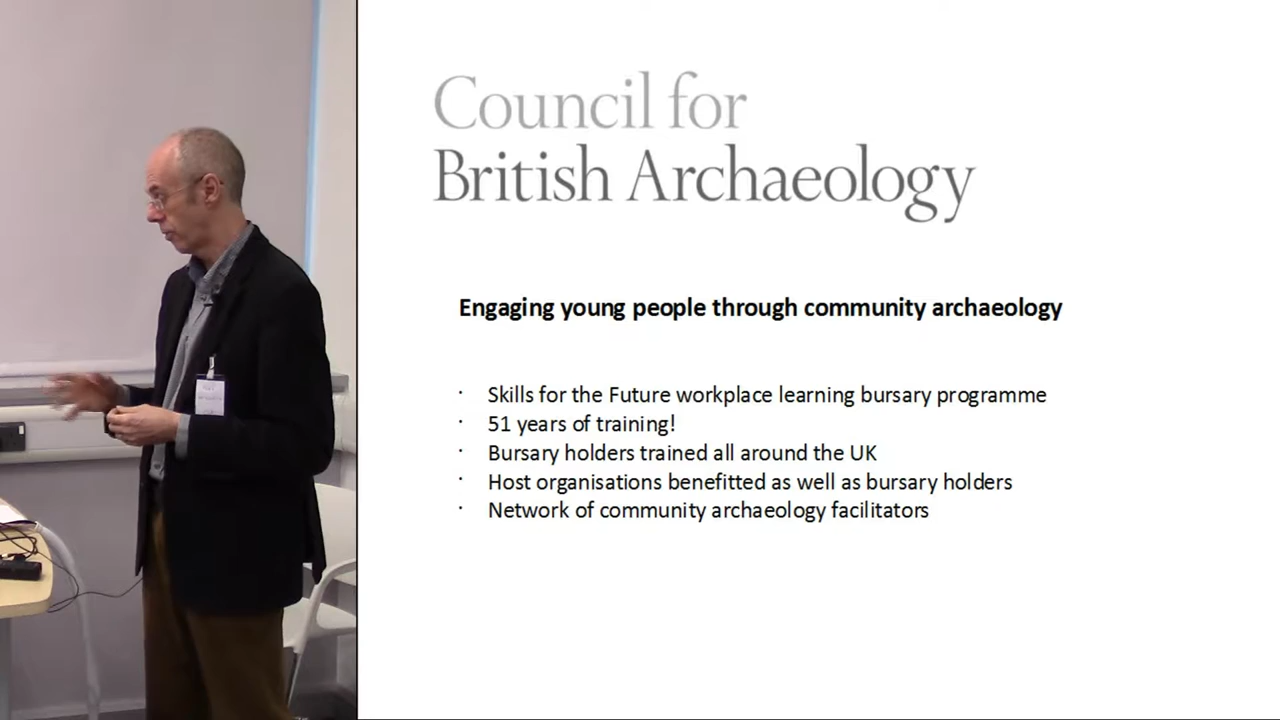 Council for
British Archaeology
Engaging young people through community archaeology
· Skills for the Future workplace learning bursary programme
· 51 years of training!
· Bursary holders trained all around the UK
· Host organisations benefitted as well as bursary holders
· Network of community archaeology facilitators